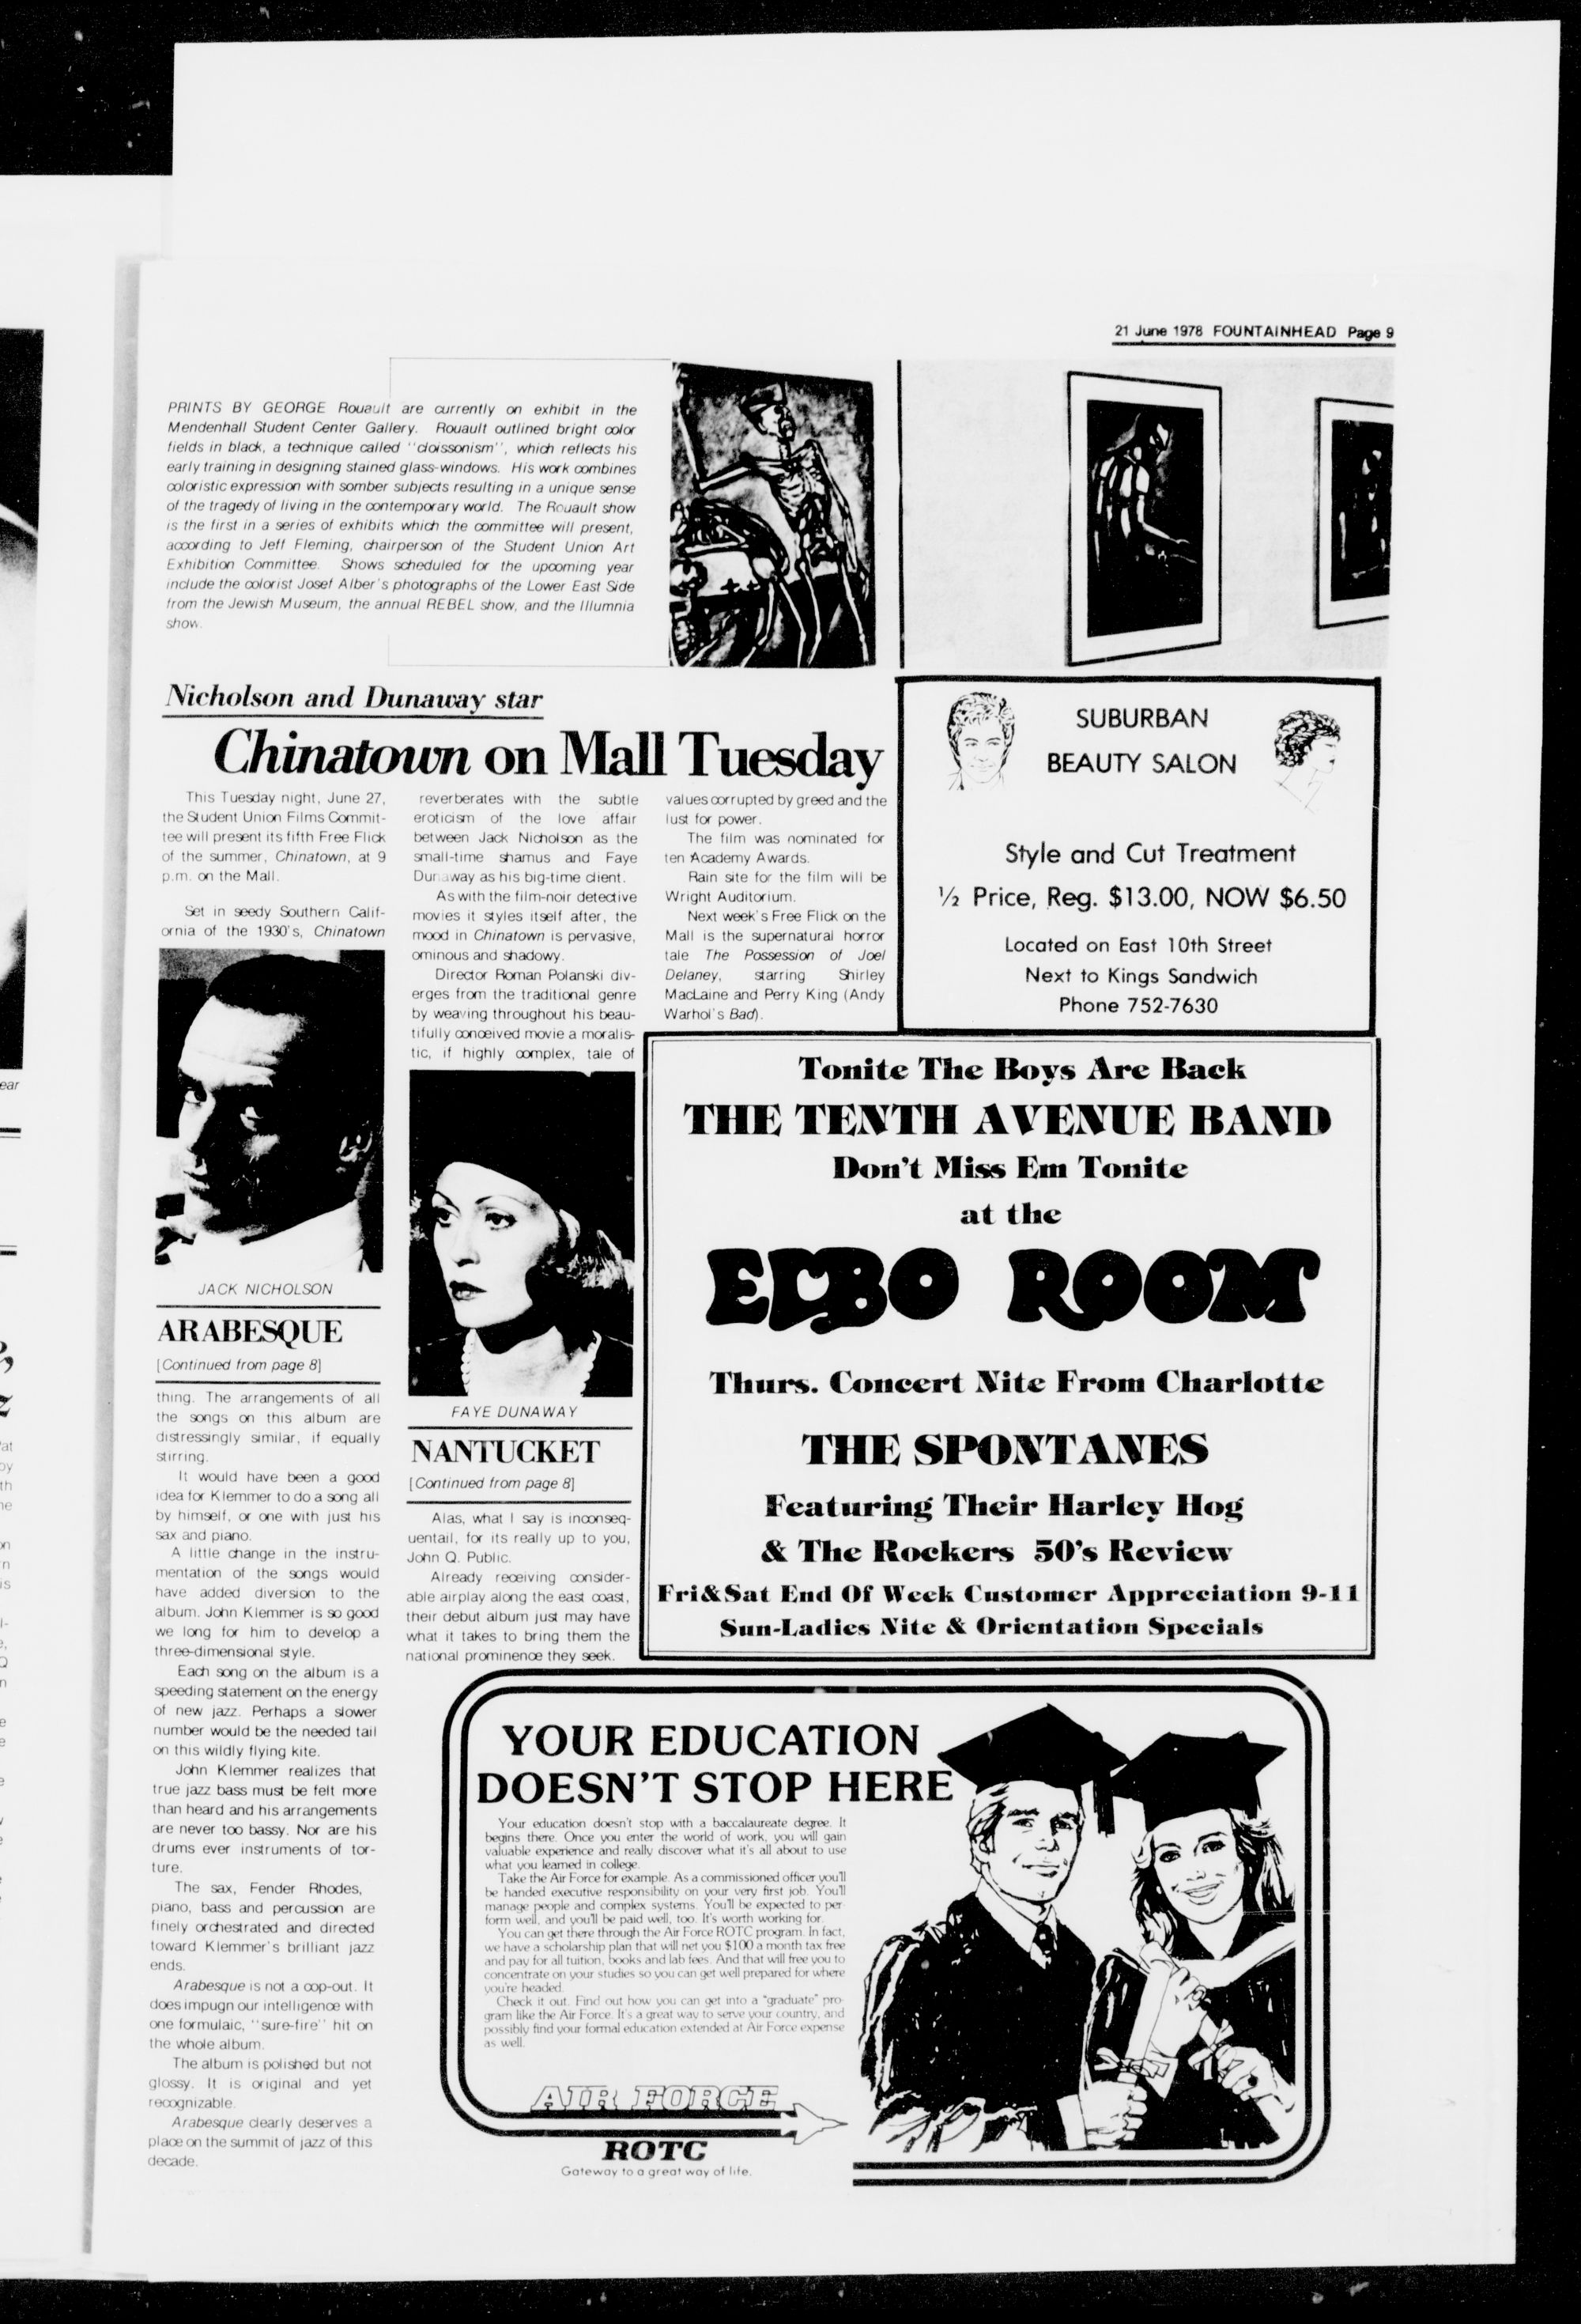 21 June 1978 FOUNTAINHEAD Page 9
PRINTS BY GEORGE Rouault are currently on exhibit in the
Mendenhall Student Center Gallery. Rouault outlined bright color
fields in black, a technique called "cloissonism", which reflects his
early training in designing stained glass-windows. His work combines
coloristic expression with somber subjects resulting in a unique sense
of the tragedy of living in the contemporary world. The Rouault show
is the first in a series of exhibits which the committee will present,
according to Jeff Fleming, chairperson of the Student Union Art
Exhibition Committee. Shows scheduled for the upcoming year
include the colorist Josef Alber's photographs of the Lower East Side
from the Jewish Museum, the annual REBEL show, and the Illumnia
show.
Nicholson and Dunaway star
Chinatown on Mall Tuesday
This Tuesday night, June 27,
the Student Union Films Commit-
tee will present its fifth Free Flick
of the summer, Chinatown, at 9
p.m. on the Mall.
Set in seedy Southern Calif-
ornia of the 1930's, Chinatown
reverberates with the subtle
eroticism of the love affair
between Jack Nicholson as the
small-time shamus and Faye
Dunaway as his big-time client.
As with the film-noir detective
movies it styles itself after, the
mood in Chinatown is pervasive,
ominous and shadowy.
Director Roman Polanski div-
erges from the traditional genre
by weaving throughout his beau-
tifully conceived movie a moralis-
tic, if highly complex, tale of
values corrupted by greed and the
lust for power.
The film was nominated for
ten Academy Awards.
Rain site for the film will be
Wright Auditorium.
Next week's Free Flick on the
Mall is the supernatural horror
tale The Possession of Joel
Delaney, starring Shirley
MacLaine and Perry King (Andy
Warhol's Bad).
JACK NICHOLSON
FAYE DUNAWAY
ARABESQUE
[Continued from page 8]
thing. The arrangements of all
the songs on this album are
distressingly similar, if equally
stirring.
It would have been a good
idea for Klemmer to do a song all
by himself, or one with just his
sax and piano.
A little change in the instru-
mentation of the songs would
have added diversion to the
album. John Klemmer is so good
we long for him to develop a
three-dimensional style.
Each song on the album is a
speeding statement on the energy
of new jazz. Perhaps a slower
number would be the needed tail
on this wildly flying kite.
John Klemmer realizes that
true jazz bass must be felt more
than heard and his arrangements
are never too bassy. Nor are his
drums ever instruments of tor-
ture.
The sax, Fender Rhodes,
piano, bass and percussion are
finely orchestrated and directed
toward Klemmer's brilliant jazz
ends.
Arabesque is not a cop-out. It
does impugn our intelligence with
one formulaic, "sure-fire" hit on
the whole album.
The album is polished but not
glossy. It is original and yet
recognizable.
Arabesque clearly deserves a
place on the summit of jazz of this
decade.
NANTUCKET
[Continued from page 8]
Alas, what I say is inconseq-
uentail, for its really up to you,
John Q. Public.
Already receiving consider-
able airplay along the east coast,
their debut album just may have
what it takes to bring them the
national prominence they seek.
SUBURBAN
BEAUTY SALON
Style and Cut Treatment
½ Price, Reg. $13.00, NOW $6.50
Located on East 10th Street
Next to Kings Sandwich
Phone 752-7630
Tonite The Boys Are Back
THE TENTH AVENUE BAND
Don't Miss Em Tonite
at the
ELBO ROOM
Thurs. Concert Nite From Charlotte
THE SPONTANES
Featuring Their Harley Hog
& The Rockers 50's Review
Fri&Sat End Of Week Customer Appreciation 9-11
Sun-Ladies Nite & Orientation Specials
YOUR EDUCATION
DOESN'T STOP HERE
Your education doesn't stop with a baccalaureate degree. It
begins there. Once you enter the world of work, you will gain
valuable experience and really discover what it's all about to use
what you learned in college.
Take the Air Force for example. As a commissioned officer you'll
be handed executive responsibility on your very first job. You'll
manage people and complex systems. You'll be expected to per-
form well, and you'll be paid well, too. It's worth working for.
You can get there through the Air Force ROTC program. In fact,
we have a scholarship plan that will net you $100 a month tax free
and pay for all tuition, books and lab fees. And that will free you to
concentrate on your studies so you can get well prepared for where
you're headed.
Check it out. Find out how you can get into a "graduate" pro-
gram like the Air Force. It's a great way to serve your country, and
possibly find your formal education extended at Air Force expense
as well.
AIR FORCE
ROTC
Gateway to a great way of life.